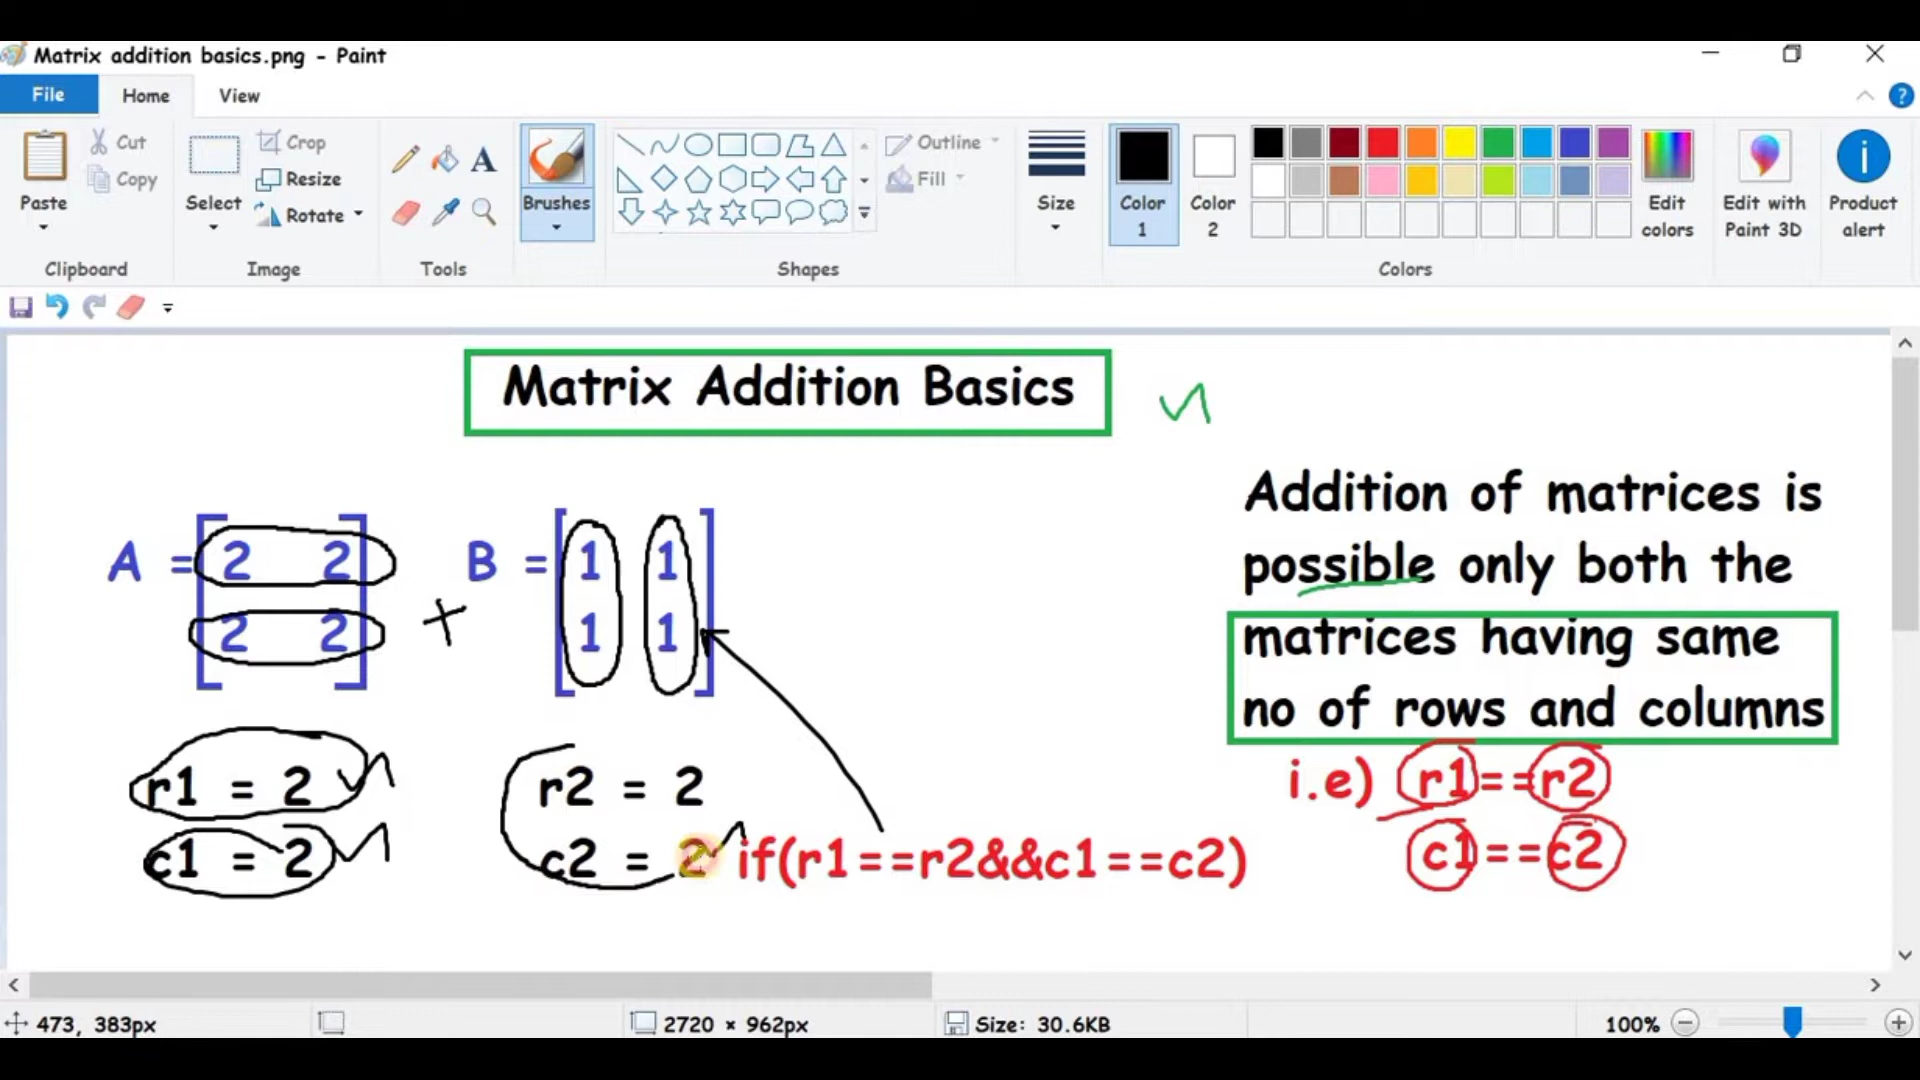 Matrix addition basics.png - Paint
File
Home
View
Paste
Cut
Copy
Clipboard
Select
Crop
Resize
Rotate
Image
A
Tools
Brushes
Shapes
Outline
Fill
Size
Color 1
Color 2
Edit colors
Colors
Edit with Paint 3D
Product alert
Matrix Addition Basics
A = 2 2
2 2
+
B = 1 1
1 1
r1 = 2
c1 = 2
r2 = 2
c2 = 2
if(r1==r2&&c1==c2)
Addition of matrices is
possible only both the
matrices having same
no of rows and columns
i.e) r1==r2
c1==c2
473, 383px
2720 × 962px
Size: 30.6KB
100%